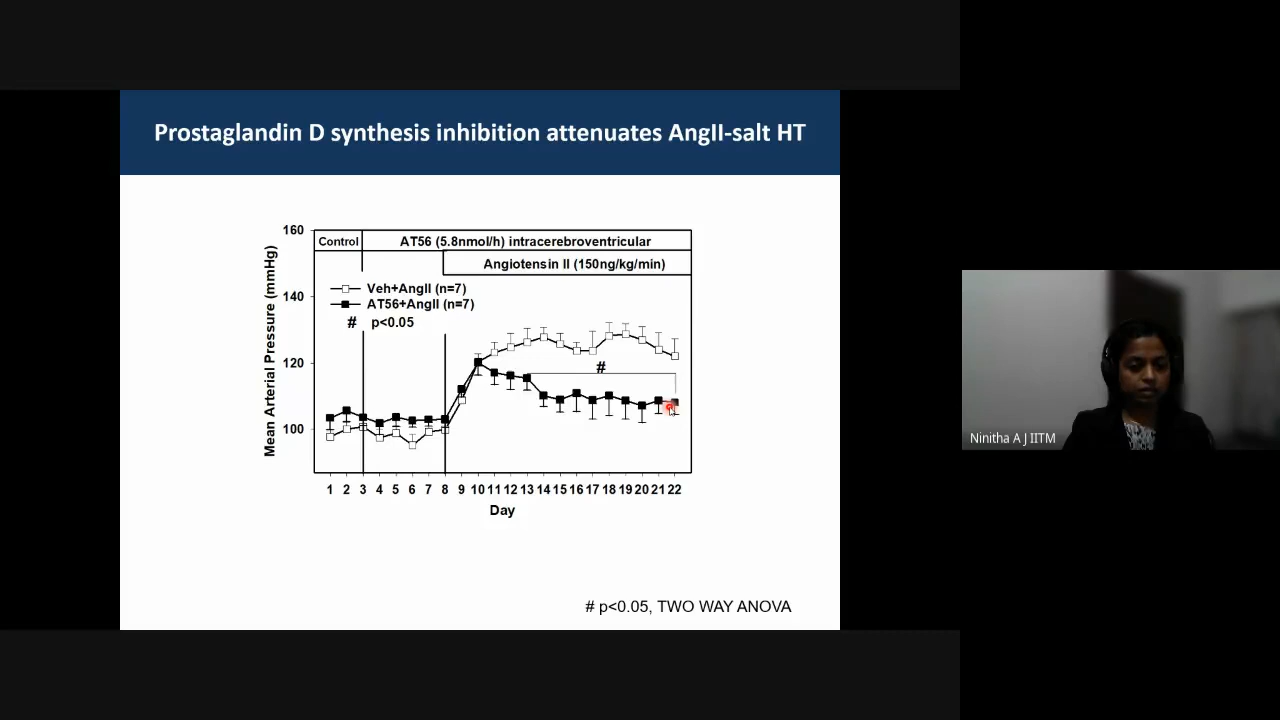 Prostaglandin D synthesis inhibition attenuates AngII-salt HT
160
140
120
100
Mean Arterial Pressure (mmHg)
Control
AT56 (5.8nmol/h) intracerebroventricular
Angiotensin II (150ng/kg/min)
Veh+AngII (n=7)
AT56+AngII (n=7)
# p<0.05
#
1 2 3 4 5 6 7 8 9 10 11 12 13 14 15 16 17 18 19 20 21 22
Day
# p<0.05, TWO WAY ANOVA
Ninitha A J IITM